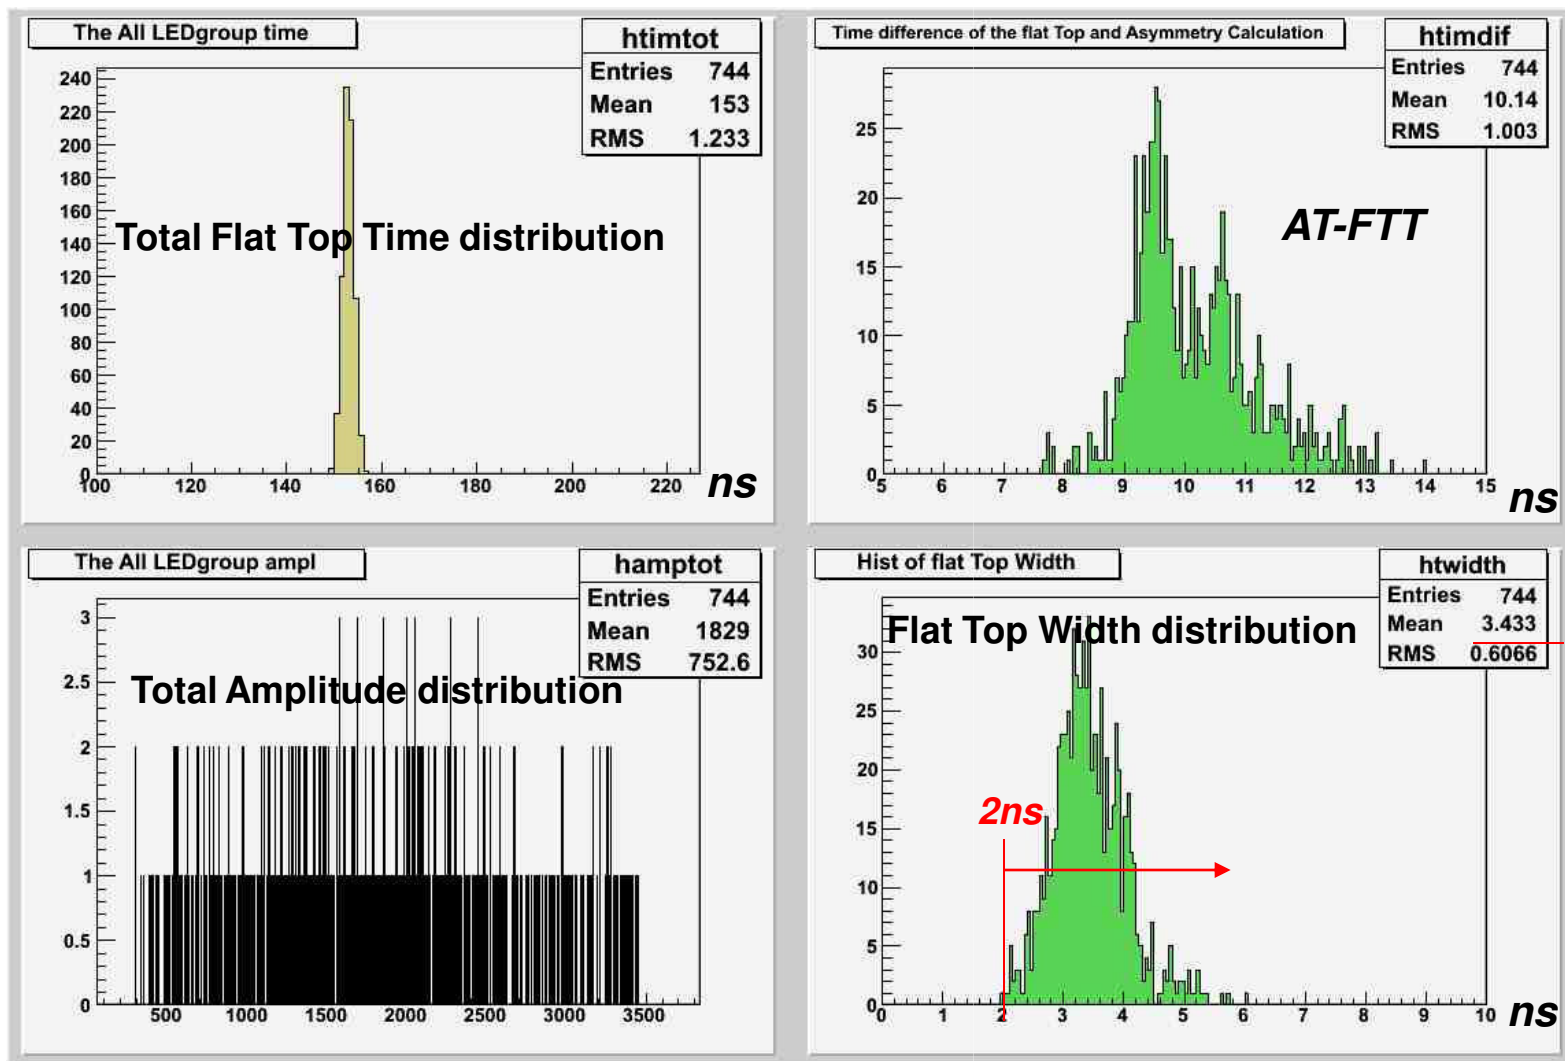 The All LEDgroup time
htimtot
Entries 744
Mean 153
RMS 1.233
240
220
200
180
160
140
120
100
80
60
40
20
0
Total Flat Top Time distribution
100 120 140 160 180 200 220
ns
Time difference of the flat Top and Asymmetry Calculation
htimdif
Entries 744
Mean 10.14
RMS 1.003
25
20
15
10
5
0
AT-FTT
5 6 7 8 9 10 11 12 13 14 15
ns
The All LEDgroup ampl
hamptot
Entries 744
Mean 1829
RMS 752.6
3
2.5
2
1.5
1
0.5
0
Total Amplitude distribution
500 1000 1500 2000 2500 3000 3500
Hist of flat Top Width
htwidth
Entries 744
Mean 3.433
RMS 0.6066
Flat Top Width distribution
30
25
20
15
10
5
0
2ns
0 1 2 3 4 5 6 7 8 9 10
ns